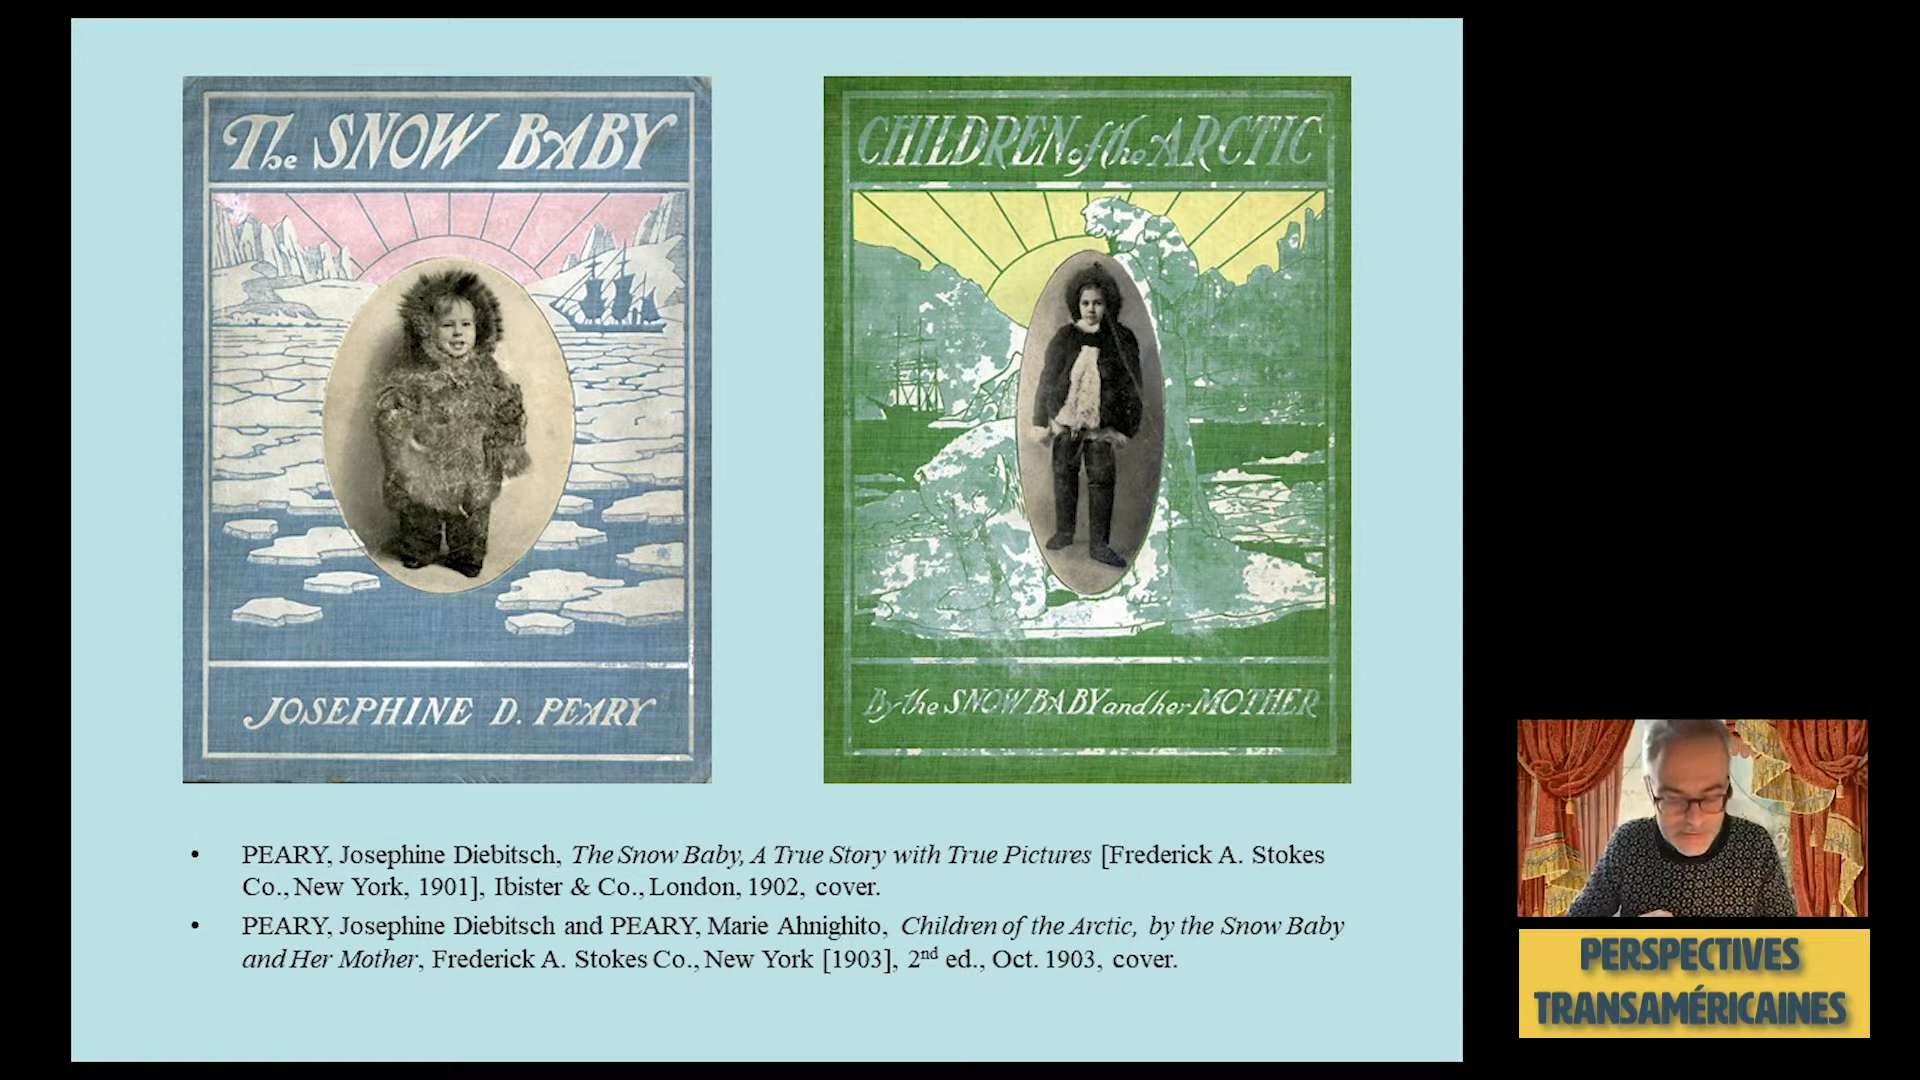 The SNOW BABY
JOSEPHINE D. PEARY
CHILDREN of the ARCTIC
By the SNOW BABY and her MOTHER
• PEARY, Josephine Diebitsch, The Snow Baby, A True Story with True Pictures [Frederick A. Stokes
Co., New York, 1901], Ibister & Co., London, 1902, cover.
• PEARY, Josephine Diebitsch and PEARY, Marie Ahnighito, Children of the Arctic, by the Snow Baby
and Her Mother, Frederick A. Stokes Co., New York [1903], 2nd ed., Oct. 1903, cover.
PERSPECTIVES
TRANSAMÉRICAINES